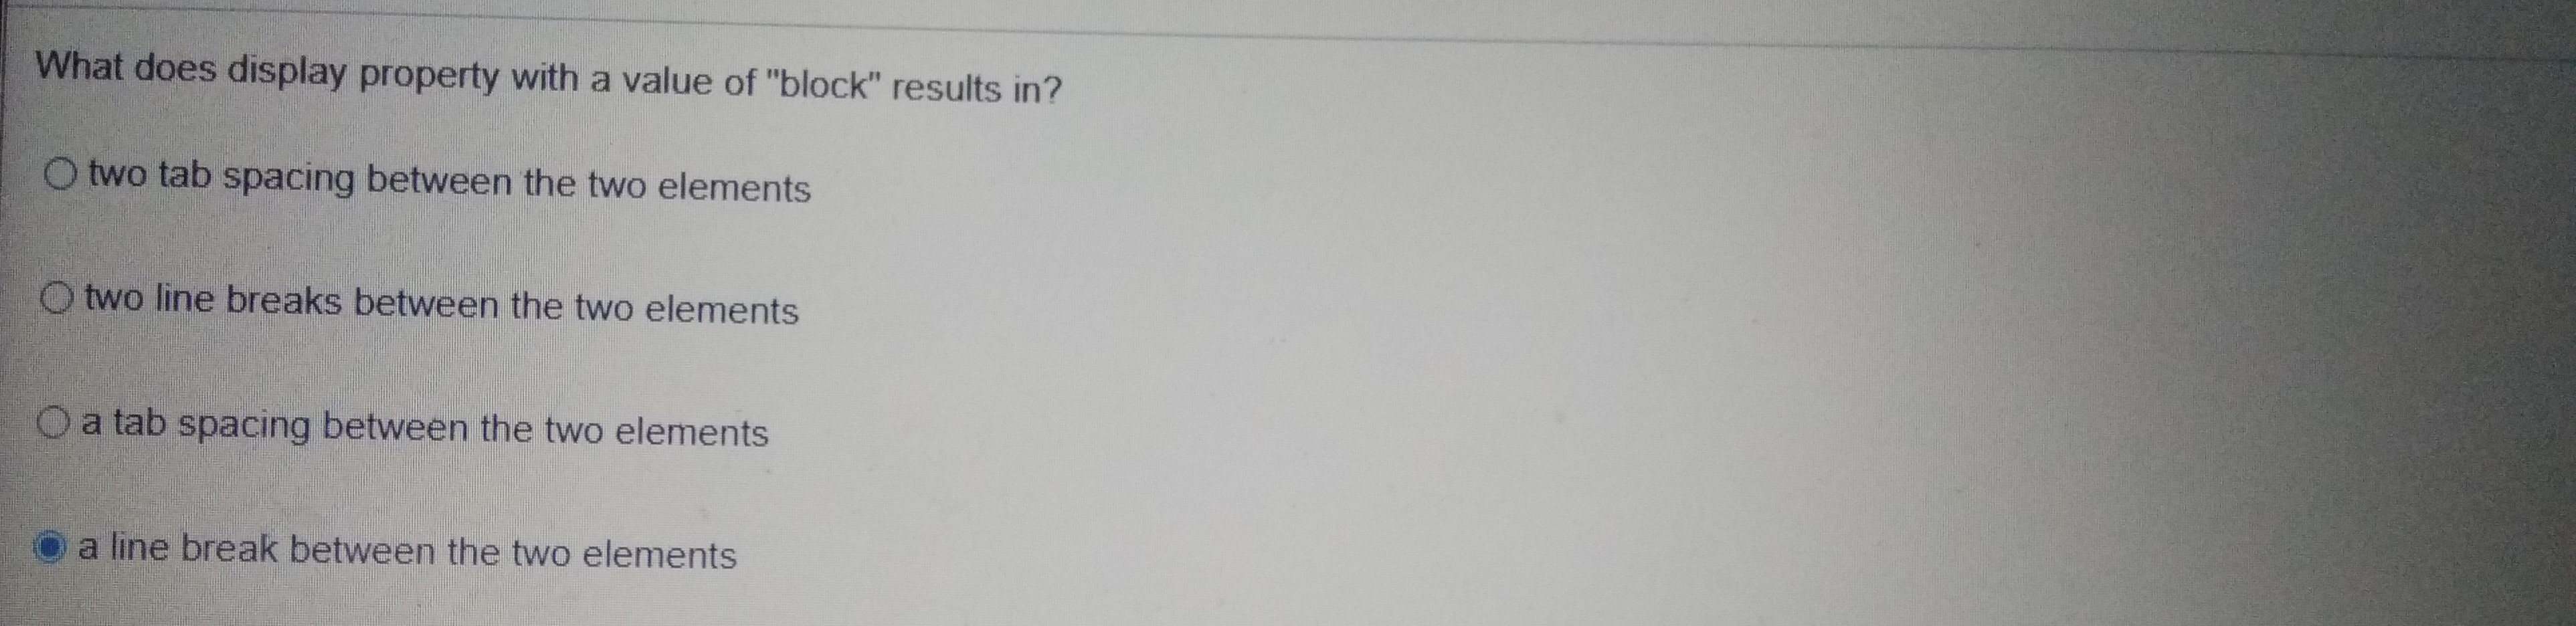 What does display property with a value of "block" results in?
two tab spacing between the two elements
two line breaks between the two elements
a tab spacing between the two elements
a line break between the two elements